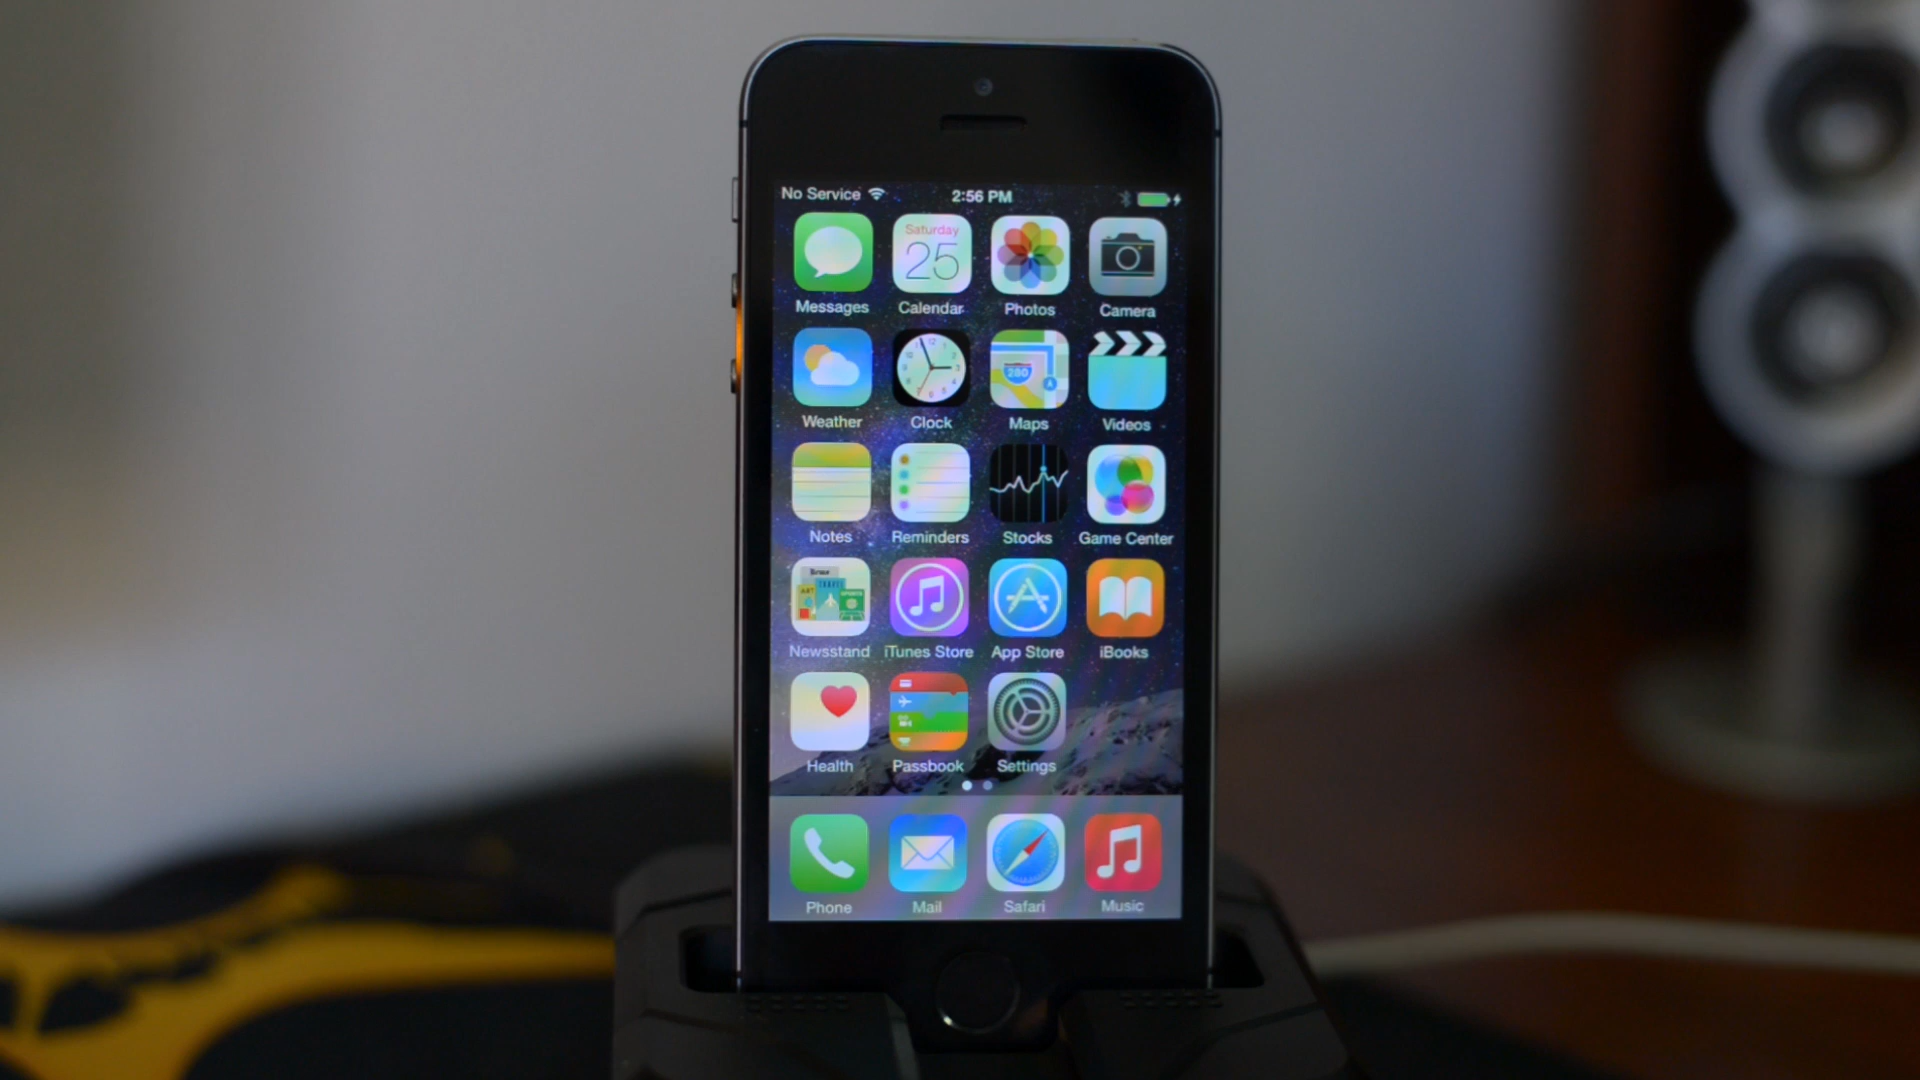 No Service 2:56 PM
Saturday
25
280
Messages Calendar Photos Camera
Weather Clock Maps Videos
Notes Reminders Stocks Game Center
Newsstand iTunes Store App Store iBooks
Health Passbook Settings
Phone Mail Safari Music